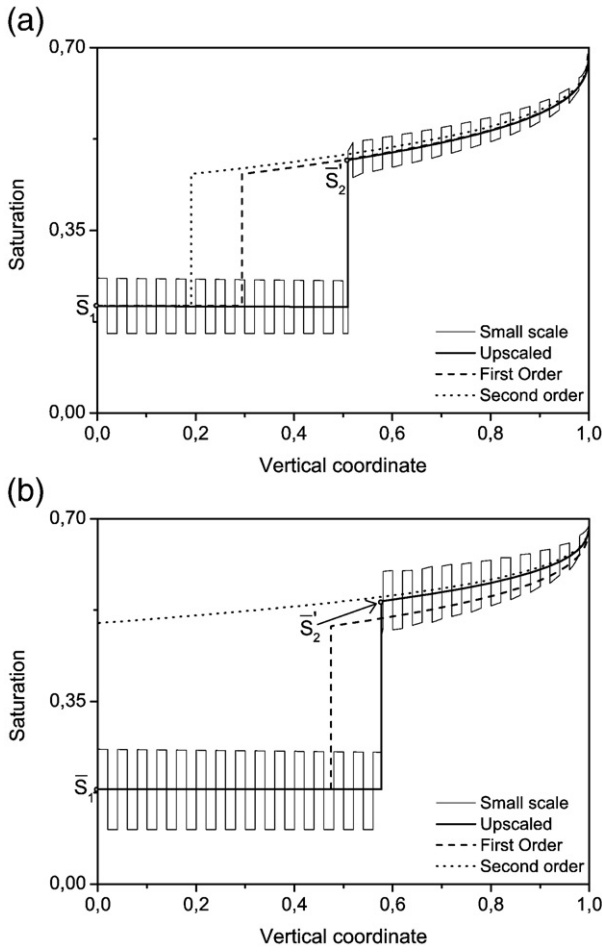 (a)
0,70
0,35
0,00
Saturation
S̅₁
S̅₂'
Small scale
Upscaled
First Order
Second order
0,0 0,2 0,4 0,6 0,8 1,0
Vertical coordinate
(b)
0,70
0,35
0,00
Saturation
S̅₁
S̅₂'
Small scale
Upscaled
First Order
Second order
0,0 0,2 0,4 0,6 0,8 1,0
Vertical coordinate